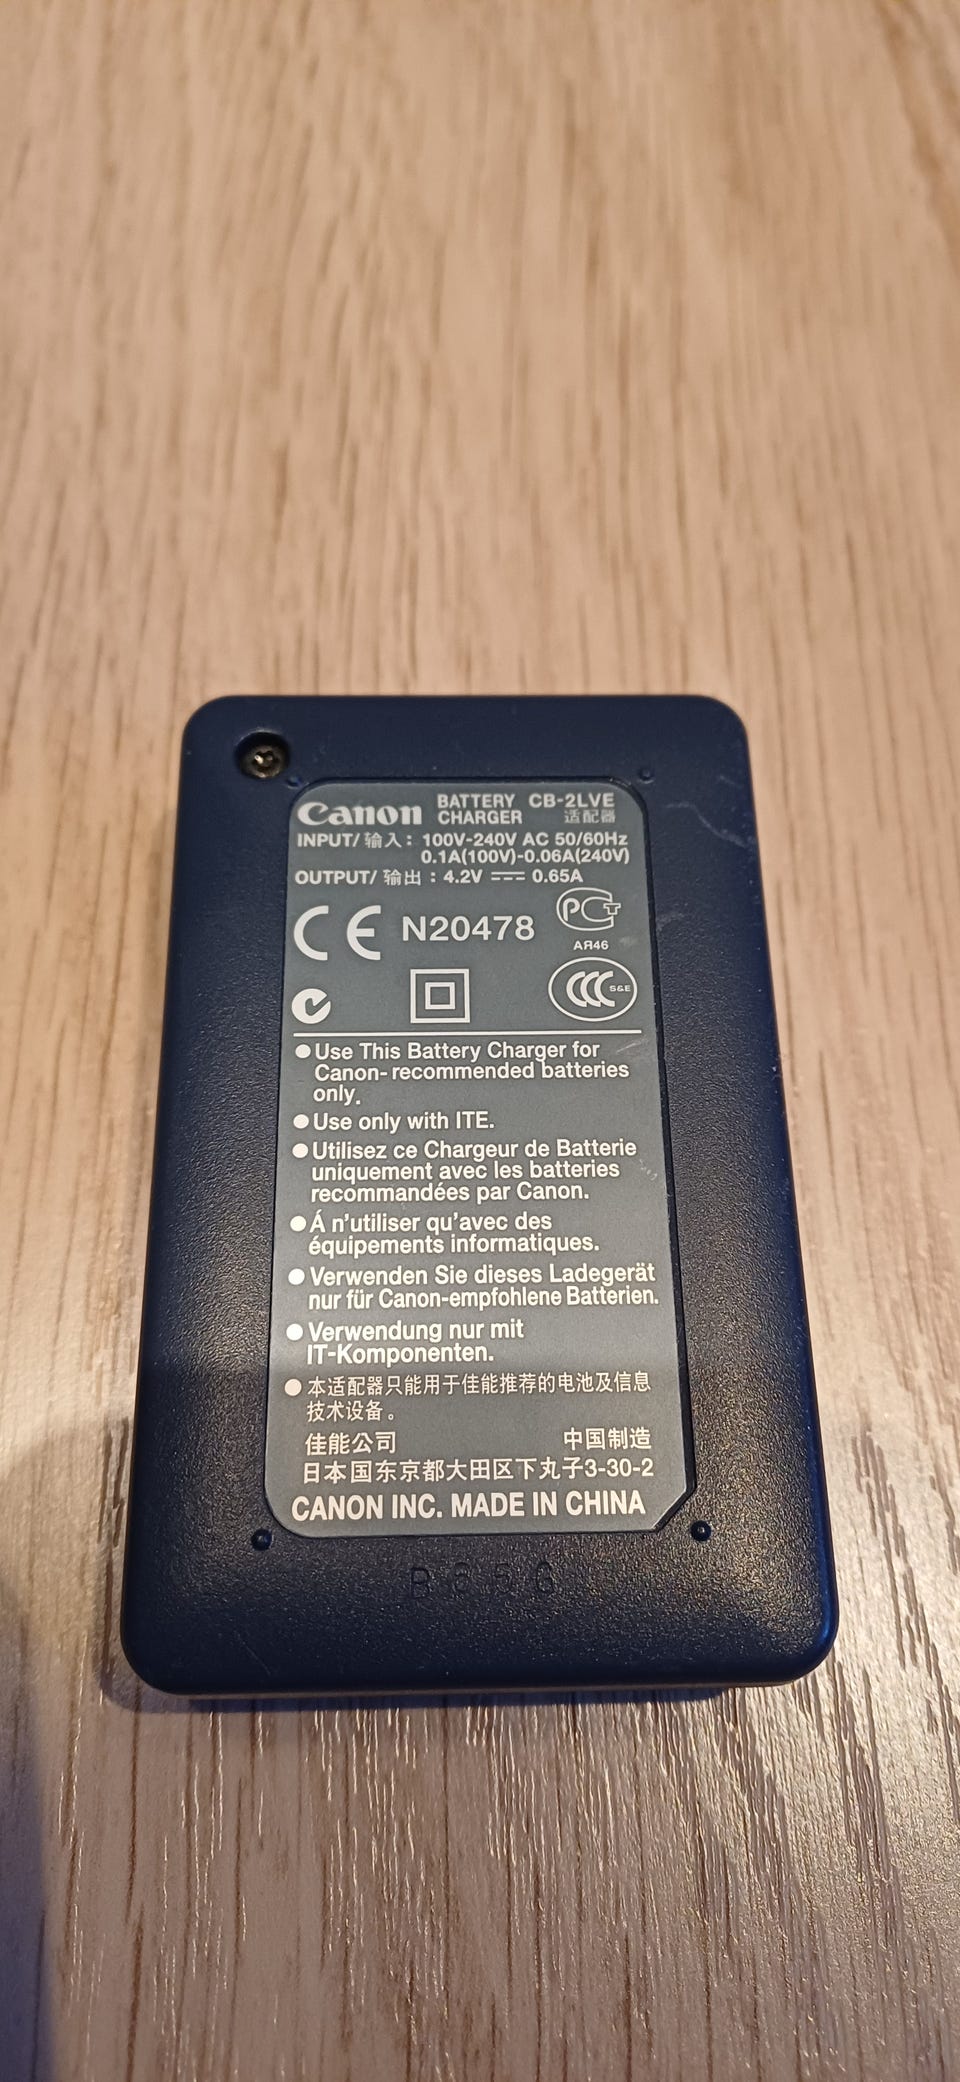 Canon BATTERY CHARGER CB-2LVE 适配器
INPUT/输入: 100V-240V AC 50/60Hz
0.1A(100V)-0.06A(240V)
OUTPUT/输出: 4.2V ⎓ 0.65A
CE N20478 PCT
АЯ46
CCC S&E
●Use This Battery Charger for
Canon-recommended batteries
only.
●Use only with ITE.
●Utilisez ce Chargeur de Batterie
uniquement avec les batteries
recommandées par Canon.
●Á n'utiliser qu'avec des
équipements informatiques.
●Verwenden Sie dieses Ladegerät
nur für Canon-empfohlene Batterien.
●Verwendung nur mit
IT-Komponenten.
●本适配器只能用于佳能推荐的电池及信息
技术设备。
佳能公司 中国制造
日本国东京都大田区下丸子3-30-2
CANON INC. MADE IN CHINA